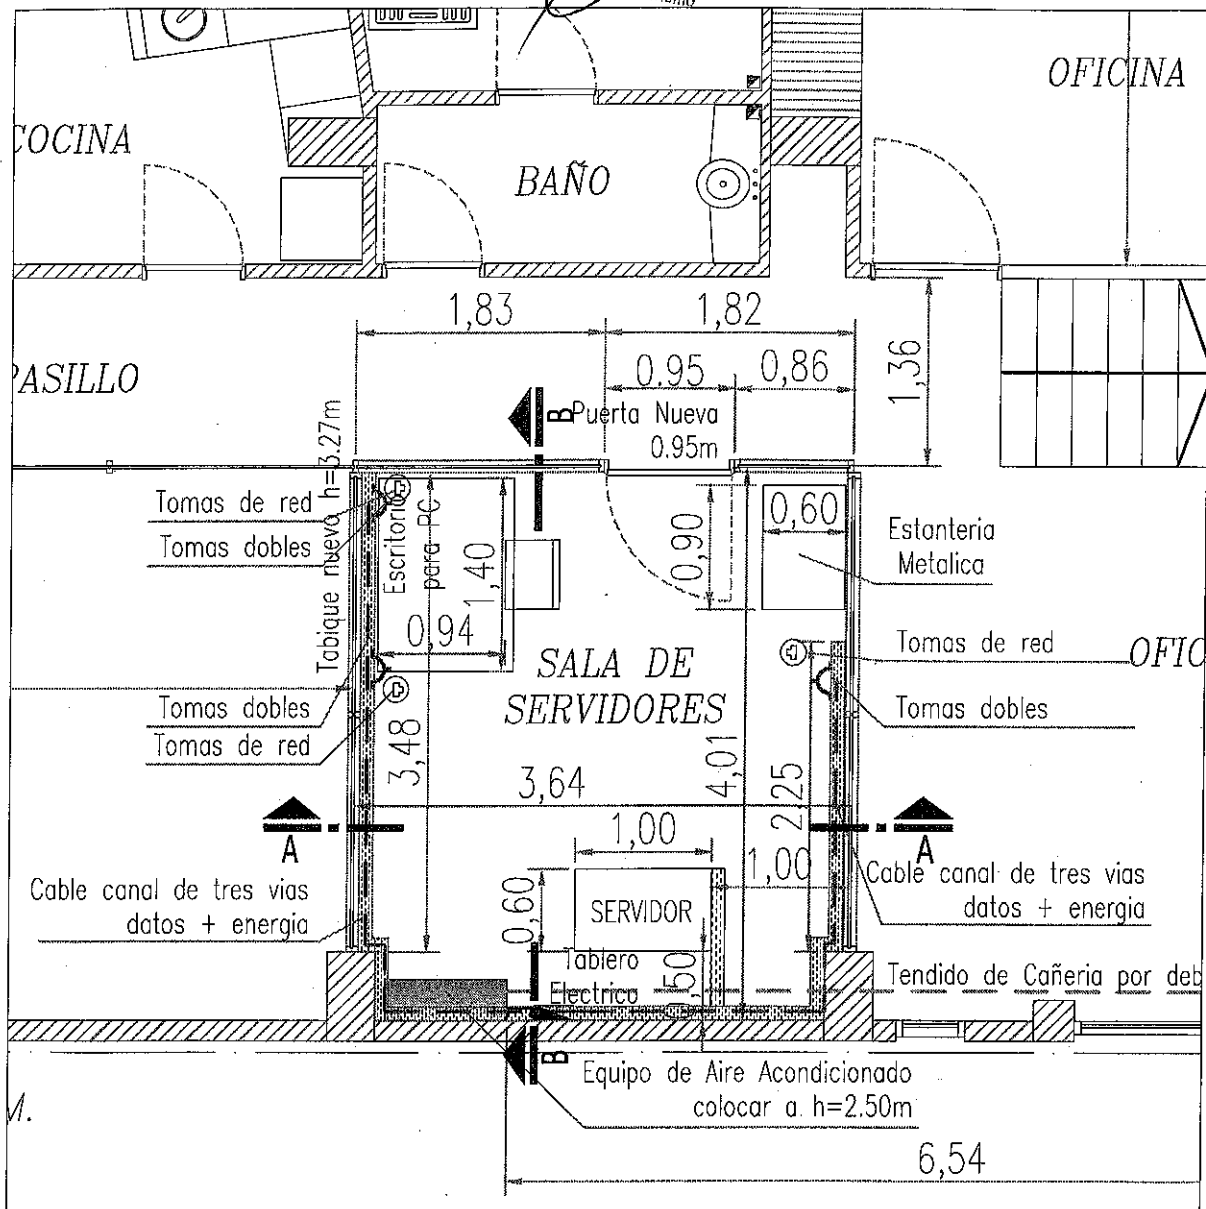 OFICINA
COCINA
BAÑO
1,83
1,82
PASILLO
0.95
0,86
1,36
B
Puerta Nueva
0.95m
Tabique nuevo h=3.27m
Tomas de red
Tomas dobles
Escritorio
para PC
1,40
0,94
0,90
0,60
Estanteria
Metalica
Tomas de red
OFIC
SALA DE
SERVIDORES
Tomas dobles
Tomas dobles
Tomas de red
3,48
3,64
4,01
2,25
A
A
1,00
1,00
Cable canal de tres vias
datos + energia
Cable canal de tres vias
datos + energia
0,60
SERVIDOR
Tablero
Electrico
0,50
Tendido de Cañeria por deb
B
Equipo de Aire Acondicionado
colocar a h=2.50m
M.
6,54